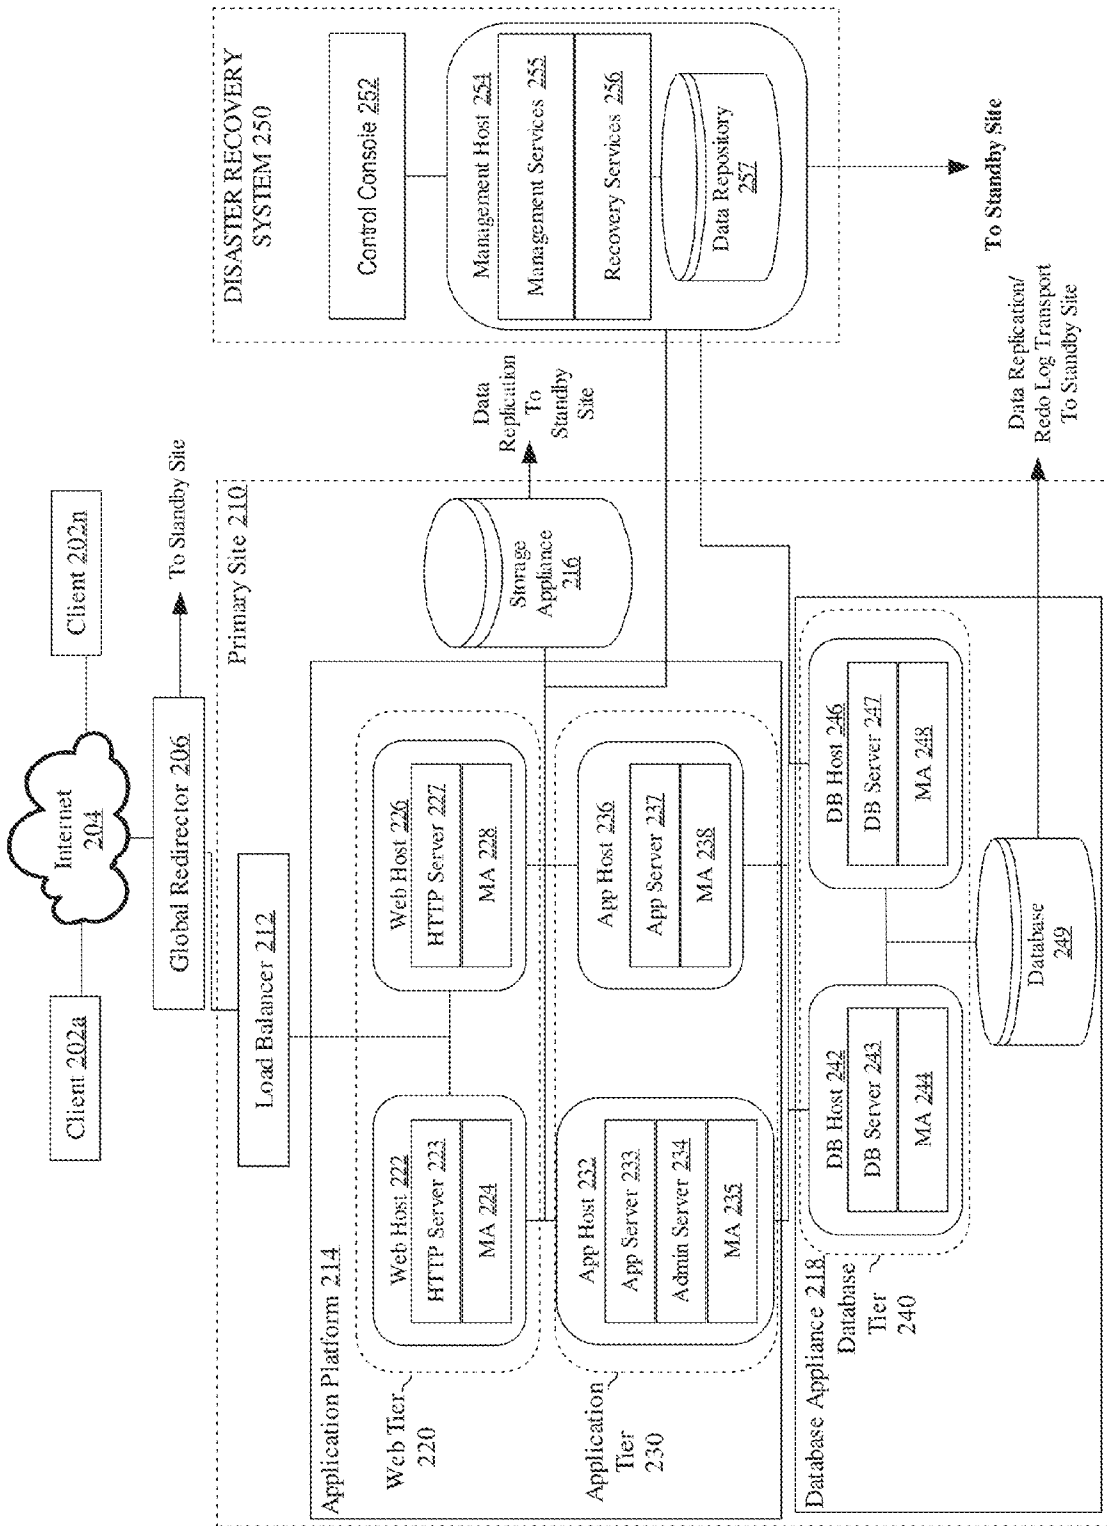 Client 202a
Client 202n
Internet
204
Global Redirector 206
To Standby Site
Load Balancer 212
Primary Site 210
Application Platform 214
Web Tier
220
Web Host 222
HTTP Server 223
MA 224
Web Host 226
HTTP Server 227
MA 228
Application
Tier
230
App Host 232
App Server 233
Admin Server 234
MA 235
App Host 236
App Server 237
MA 238
Storage
Appliance
216
Data
Replication
To
Standby
Site
Database Appliance 218
Database
Tier
240
DB Host 242
DB Server 243
MA 244
DB Host 246
DB Server 247
MA 248
Database
249
Data Replication/
Redo Log Transport
To Standby Site
DISASTER RECOVERY
SYSTEM 250
Control Console 252
Management Host 254
Management Services 255
Recovery Services 256
Data Repository
257
To Standby Site